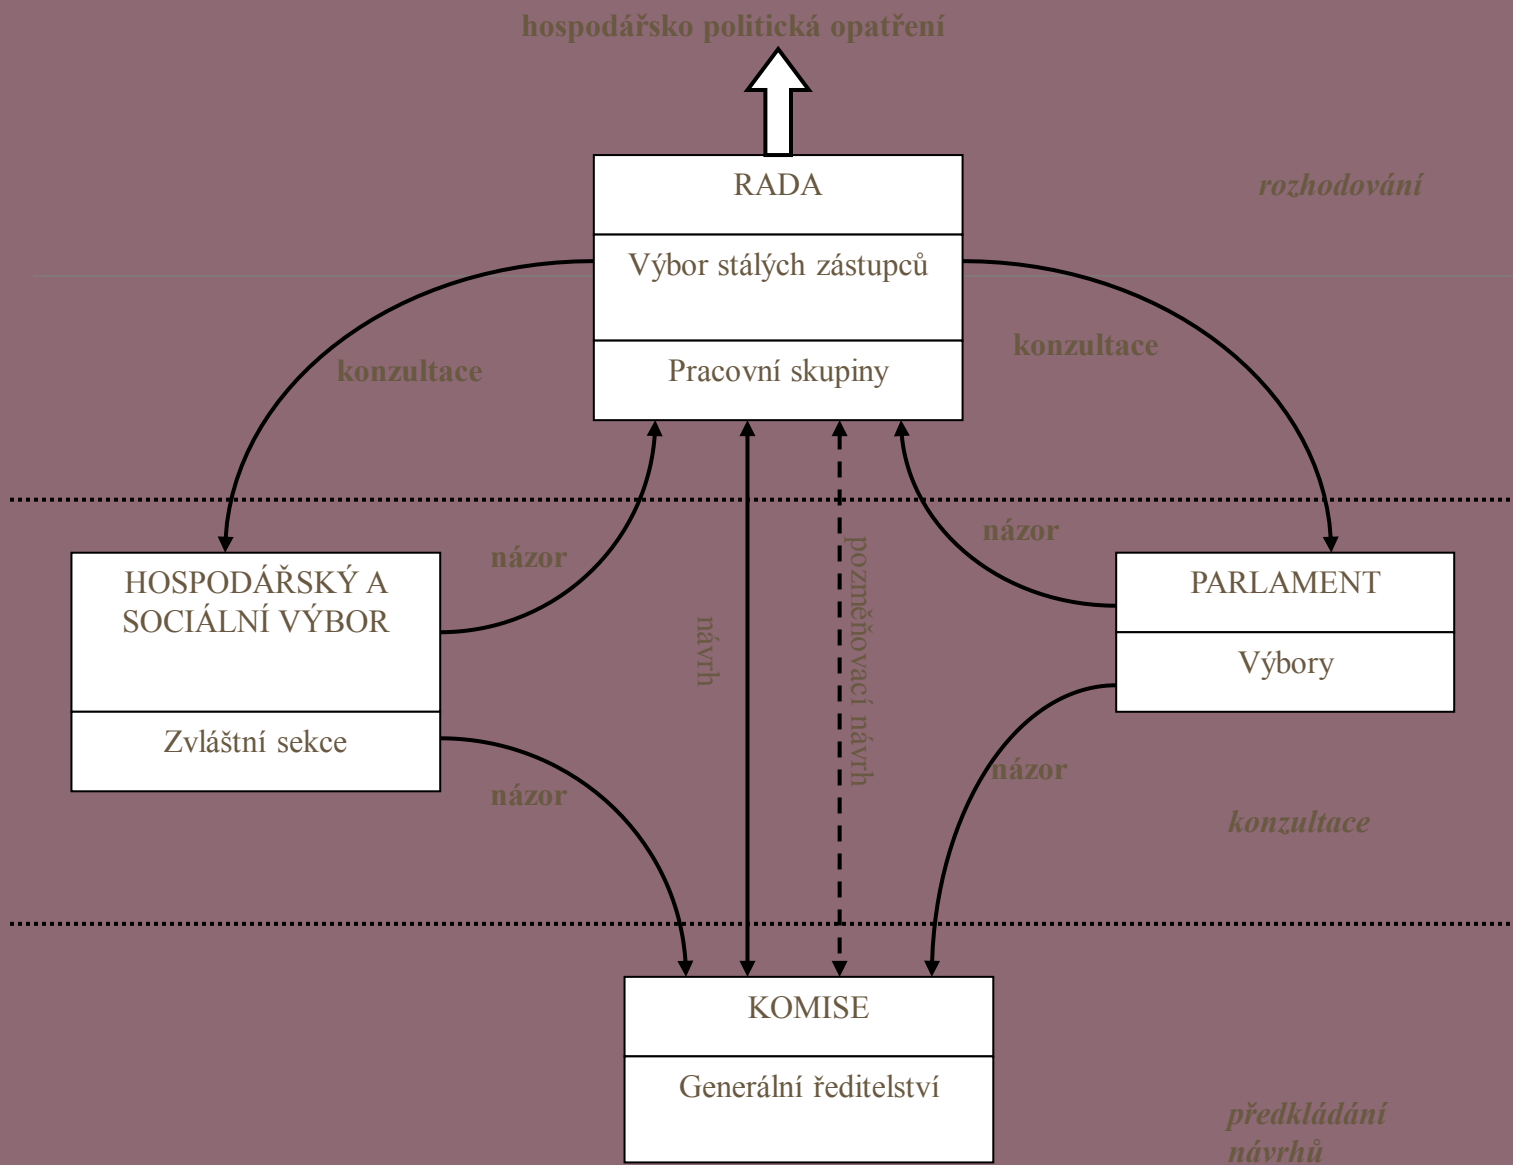 hospodářsko politická opatření
RADA
rozhodování
Výbor stálých zástupců
konzultace
konzultace
Pracovní skupiny
názor
názor
HOSPODÁŘSKÝ A
SOCIÁLNÍ VÝBOR
návrh
pozměňovací návrh
PARLAMENT
Výbory
Zvláštní sekce
názor
názor
konzultace
KOMISE
Generální ředitelství
předkládání
návrhů